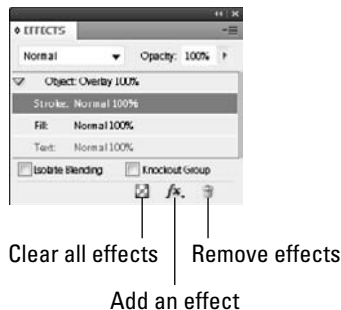 EFFECTS
Normal Opacity: 100%
Object: Overlay 100%
Stroke: Normal 100%
Fill: Normal 100%
Text: Normal 100%
Isolate Blending Knockout Group
fx.
Clear all effects Remove effects
Add an effect